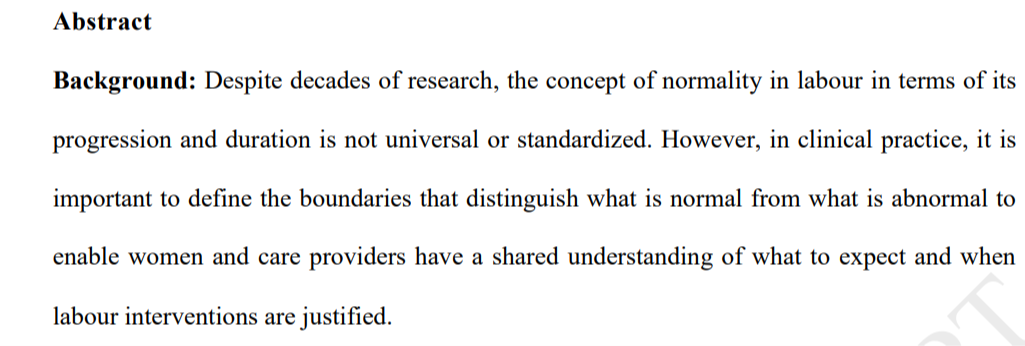 Abstract
Background: Despite decades of research, the concept of normality in labour in terms of its
progression and duration is not universal or standardized. However, in clinical practice, it is
important to define the boundaries that distinguish what is normal from what is abnormal to
enable women and care providers have a shared understanding of what to expect and when
labour interventions are justified.